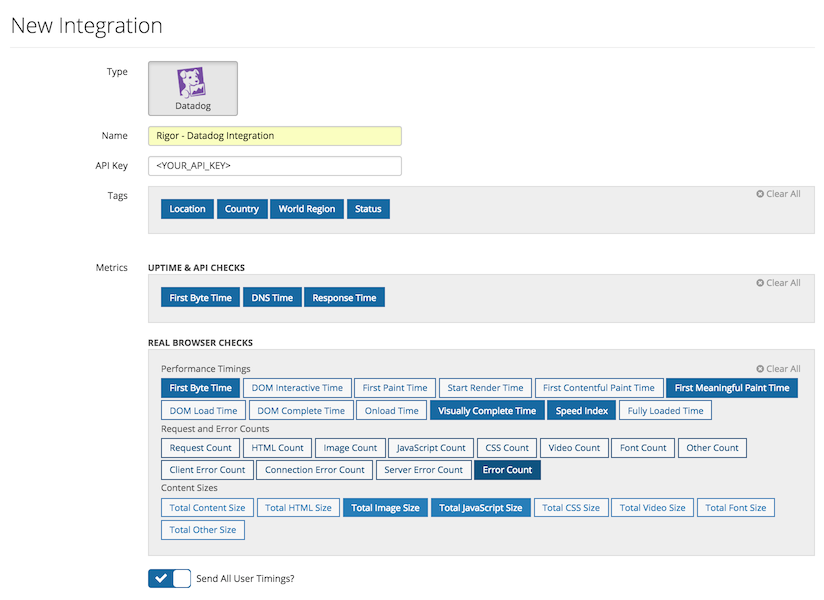 New Integration
Type
Datadog
Name Rigor - Datadog Integration
API Key <YOUR_API_KEY>
Tags Clear All
Location Country World Region Status
Metrics UPTIME & API CHECKS
Clear All
First Byte Time DNS Time Response Time
REAL BROWSER CHECKS
Performance Timings Clear All
First Byte Time DOM Interactive Time First Paint Time Start Render Time First Contentful Paint Time First Meaningful Paint Time
DOM Load Time DOM Complete Time Onload Time Visually Complete Time Speed Index Fully Loaded Time
Request and Error Counts
Request Count HTML Count Image Count JavaScript Count CSS Count Video Count Font Count Other Count
Client Error Count Connection Error Count Server Error Count Error Count
Content Sizes
Total Content Size Total HTML Size Total Image Size Total JavaScript Size Total CSS Size Total Video Size Total Font Size
Total Other Size
Send All User Timings?